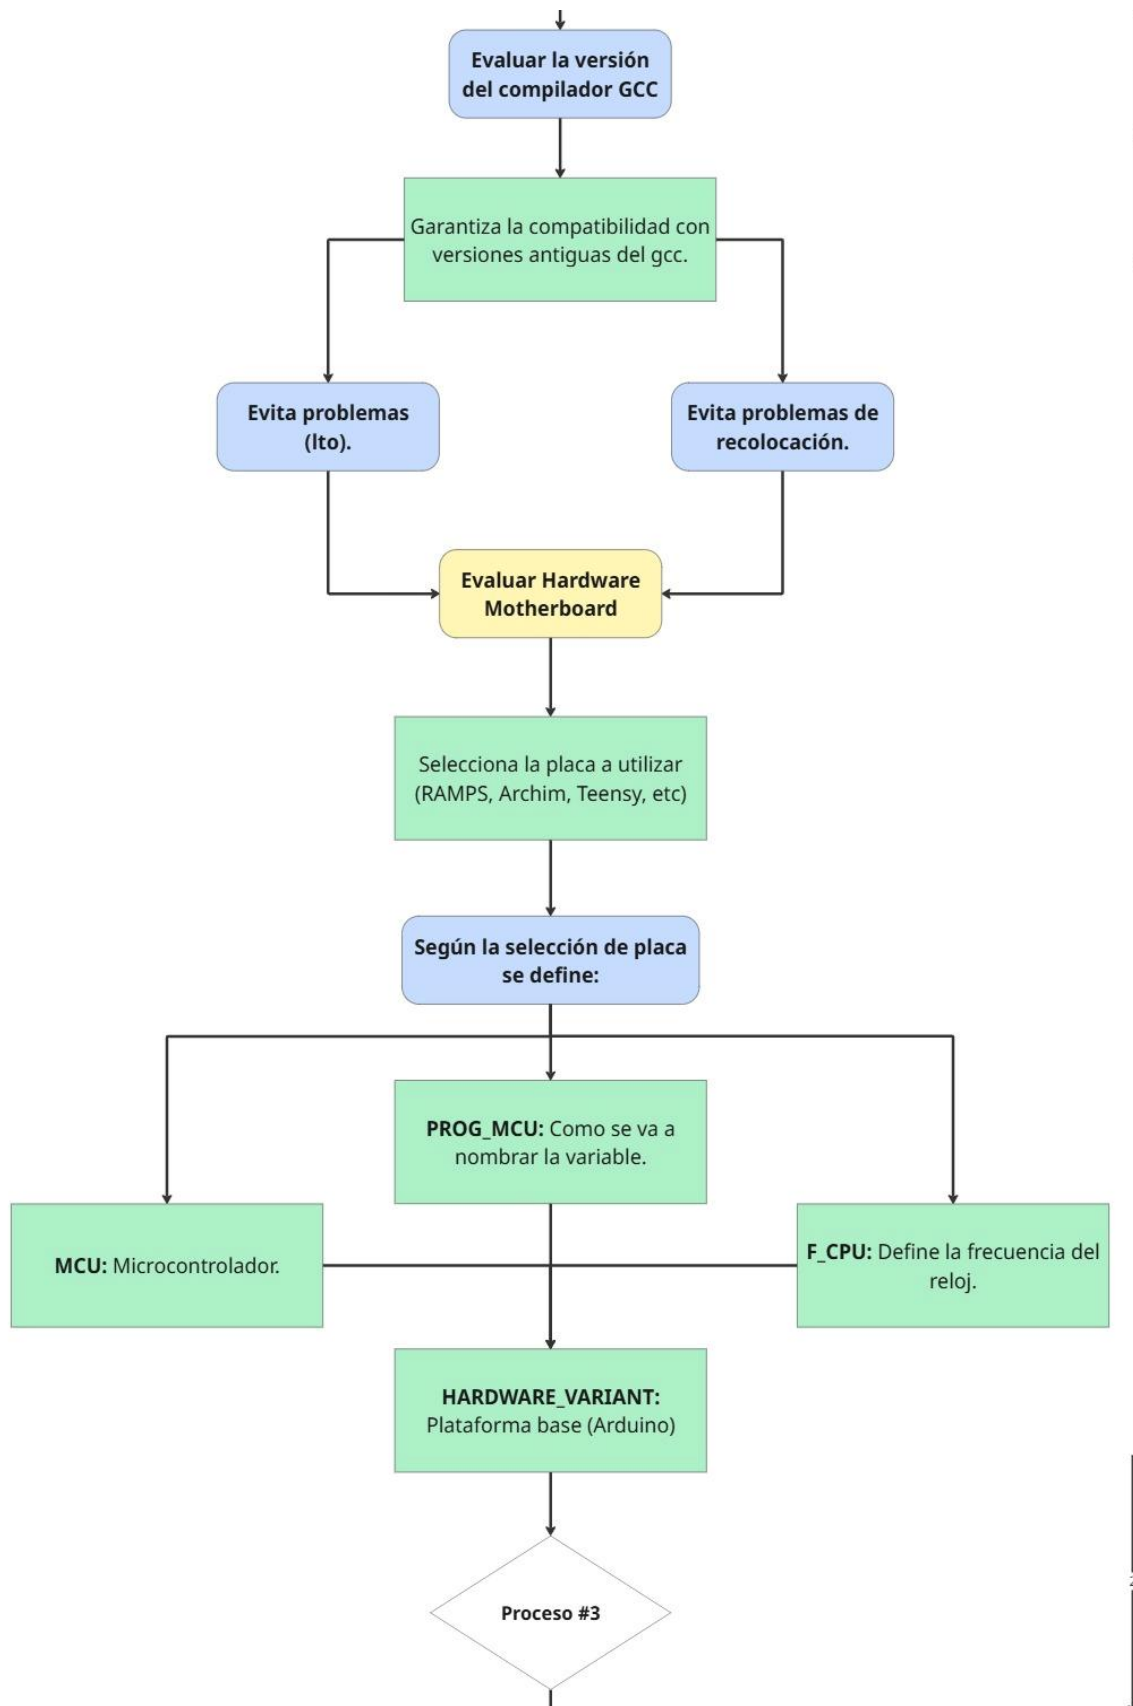 Evaluar la versión
del compilador GCC
Garantiza la compatibilidad con
versiones antiguas del gcc.
Evita problemas
(lto).
Evita problemas de
recolocación.
Evaluar Hardware
Motherboard
Selecciona la placa a utilizar
(RAMPS, Archim, Teensy, etc)
Según la selección de placa
se define:
PROG_MCU: Como se va a
nombrar la variable.
MCU: Microcontrolador.
F_CPU: Define la frecuencia del
reloj.
HARDWARE_VARIANT:
Plataforma base (Arduino)
Proceso #3